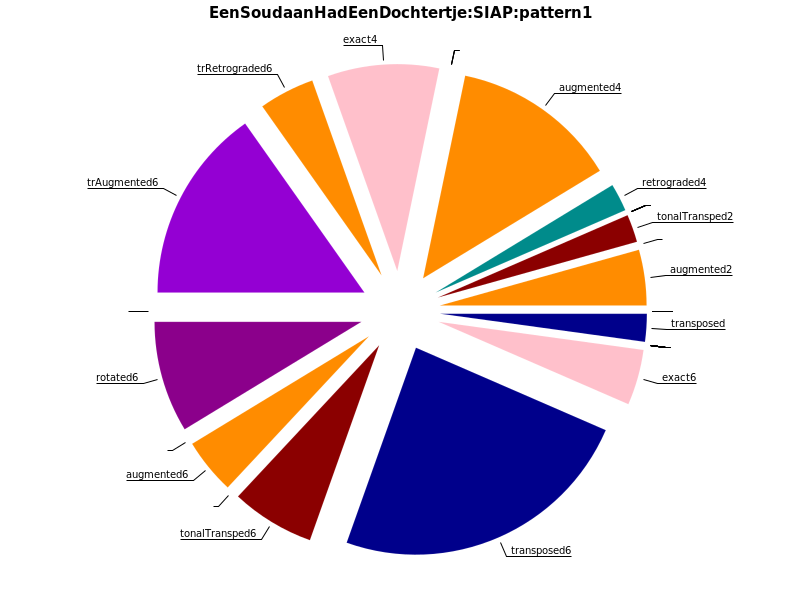 EenSoudaanHadEenDochtertje:SIAP:pattern1
exact4
trRetrograded6
augmented4
trAugmented6
retrograded4
tonalTransped2
augmented2
transposed
rotated6
exact6
augmented6
tonalTransped6
transposed6